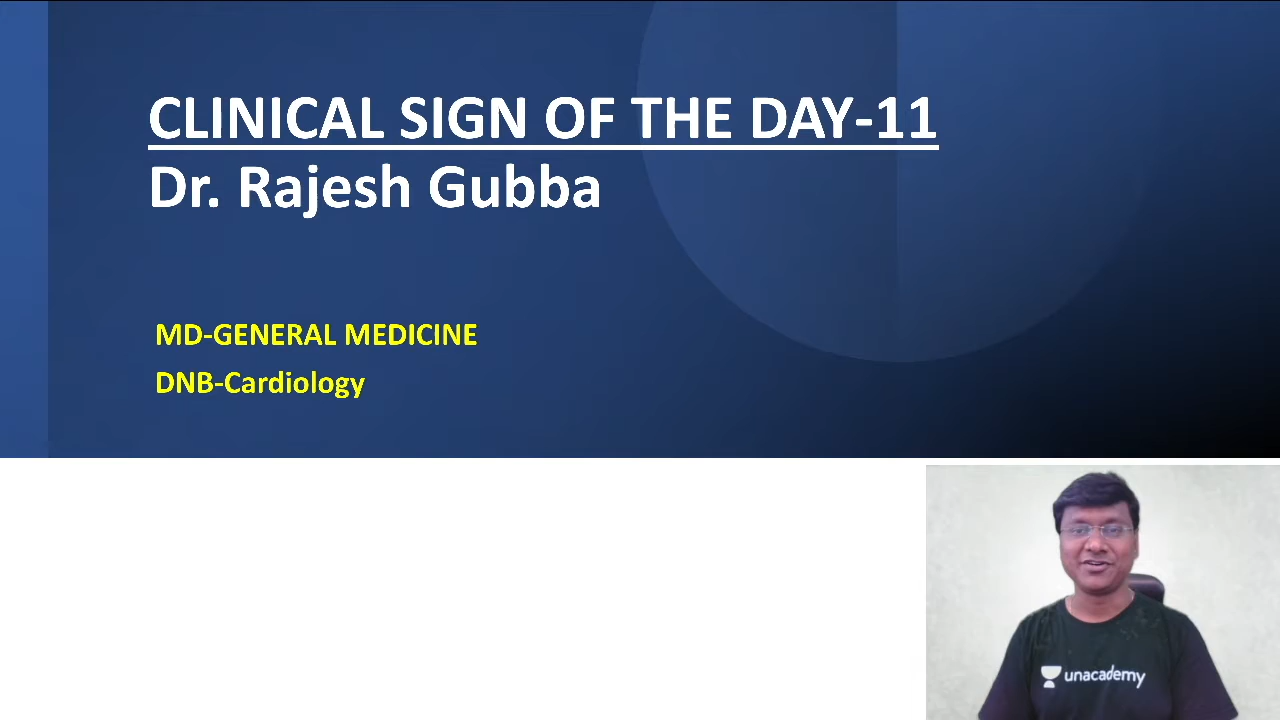 CLINICAL SIGN OF THE DAY-11
Dr. Rajesh Gubba
MD-GENERAL MEDICINE
DNB-Cardiology
unacademy